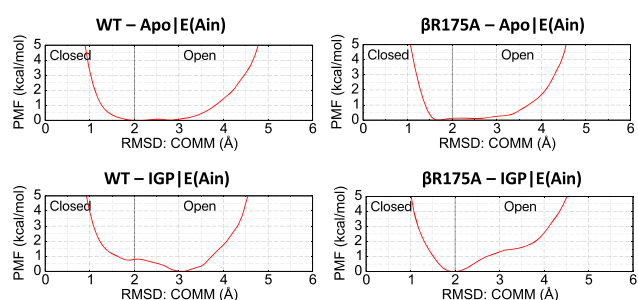 WT – Apo|E(Ain)
PMF (kcal/mol)
5
4
3
2
1
0
Closed
Open
0 1 2 3 4 5 6
RMSD: COMM (Å)
βR175A – Apo|E(Ain)
PMF (kcal/mol)
5
4
3
2
1
0
Closed
Open
0 1 2 3 4 5 6
RMSD: COMM (Å)
WT – IGP|E(Ain)
PMF (kcal/mol)
5
4
3
2
1
0
Closed
Open
0 1 2 3 4 5 6
RMSD: COMM (Å)
βR175A – IGP|E(Ain)
PMF (kcal/mol)
5
4
3
2
1
0
Closed
Open
0 1 2 3 4 5 6
RMSD: COMM (Å)